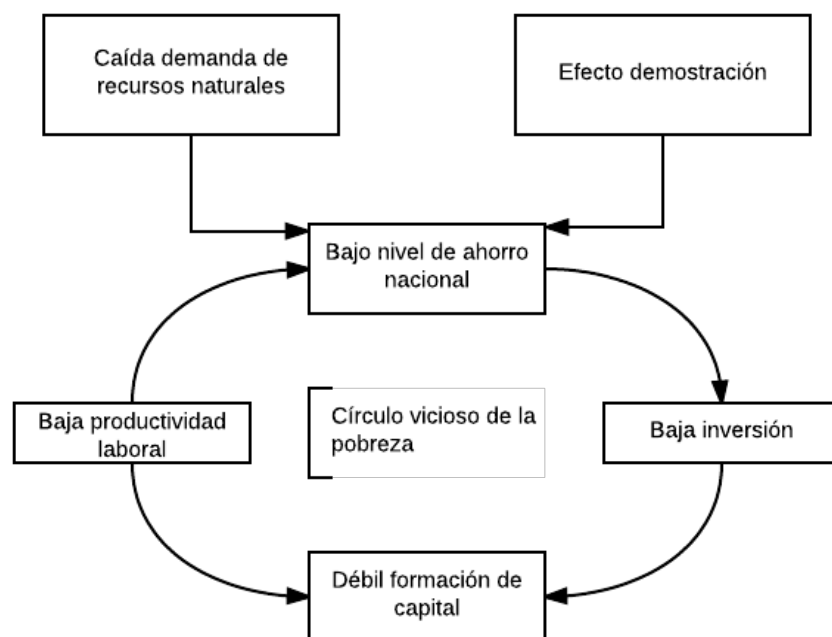 Caída demanda de
recursos naturales
Efecto demostración
Bajo nivel de ahorro
nacional
Baja productividad
laboral
Círculo vicioso de la
pobreza
Baja inversión
Débil formación de
capital